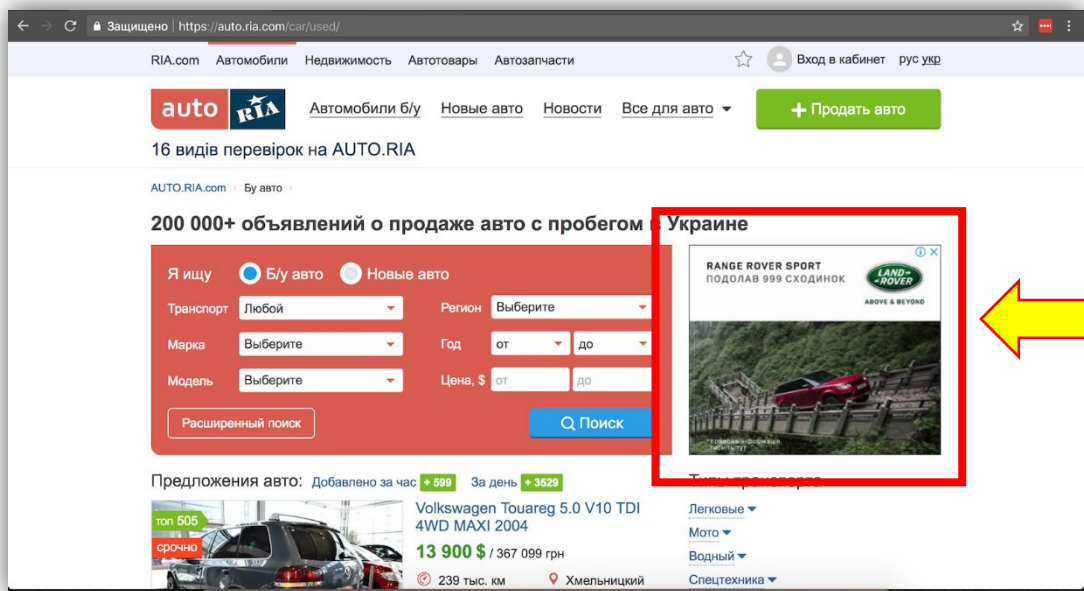 Защищено https://auto.ria.com/car/used/
RIA.com Автомобили Недвижимость Автотовары Автозапчасти Вход в кабинет рус укр
auto RIA Автомобили б/у Новые авто Новости Все для авто + Продать авто
16 видів перевірок на AUTO.RIA
AUTO.RIA.com Бу авто
200 000+ объявлений о продаже авто с пробегом в Украине
Я ищу Б/у авто Новые авто
Транспорт Любой Регион Выберите
Марка Выберите Год от до
Модель Выберите Цена, $ от до
Расширенный поиск Поиск
RANGE ROVER SPORT
ПОДОЛАВ 999 СХОДИНОК
LAND-
-ROVER
ABOVE & BEYOND
Предложения авто: Добавлено за час + 599 За день + 3529
топ 505
срочно
Volkswagen Touareg 5.0 V10 TDI
4WD MAXI 2004
13 900 $ / 367 099 грн
239 тыс. км Хмельницкий
Типы транспорта
Легковые
Мото
Водный
Спецтехника